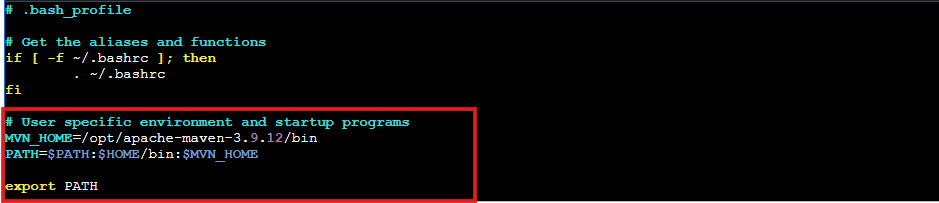 # .bash_profile
# Get the aliases and functions
if [ -f ~/.bashrc ]; then
        . ~/.bashrc
fi
# User specific environment and startup programs
MVN_HOME=/opt/apache-maven-3.9.12/bin
PATH=$PATH:$HOME/bin:$MVN_HOME
export PATH